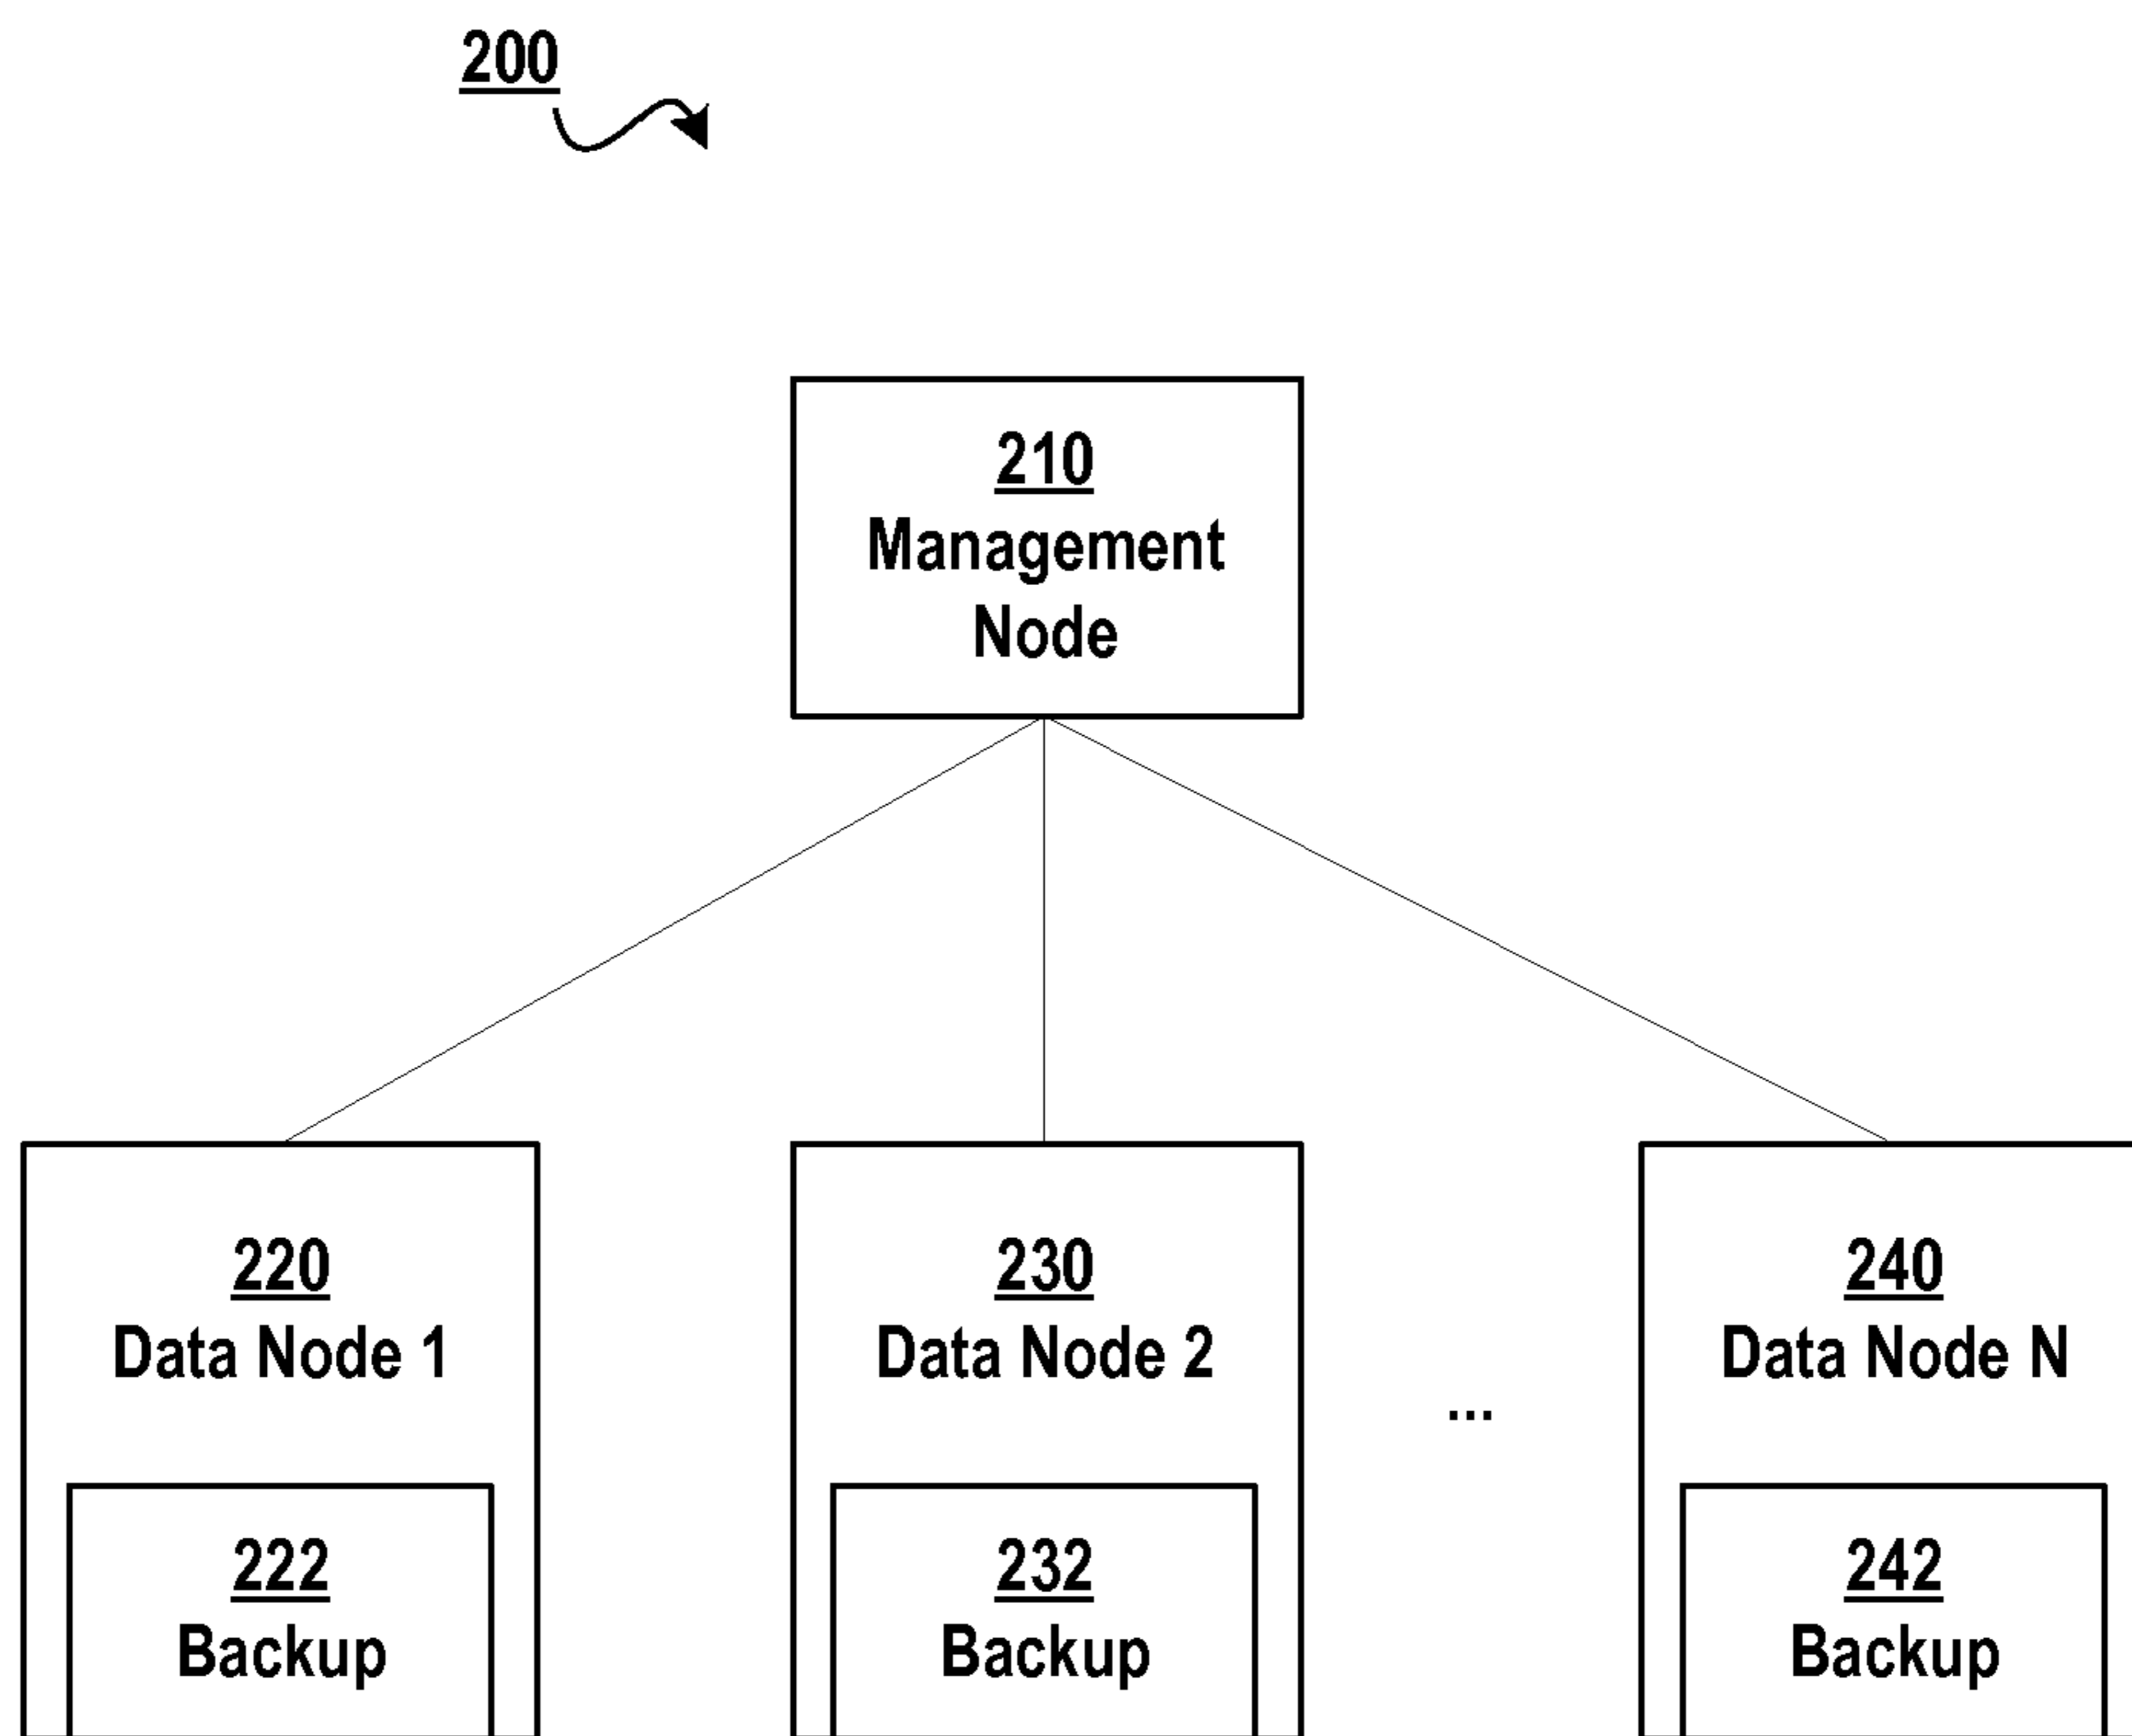 200
210
Management
Node
220
Data Node 1
230
Data Node 2
...
240
Data Node N
222
Backup
232
Backup
242
Backup